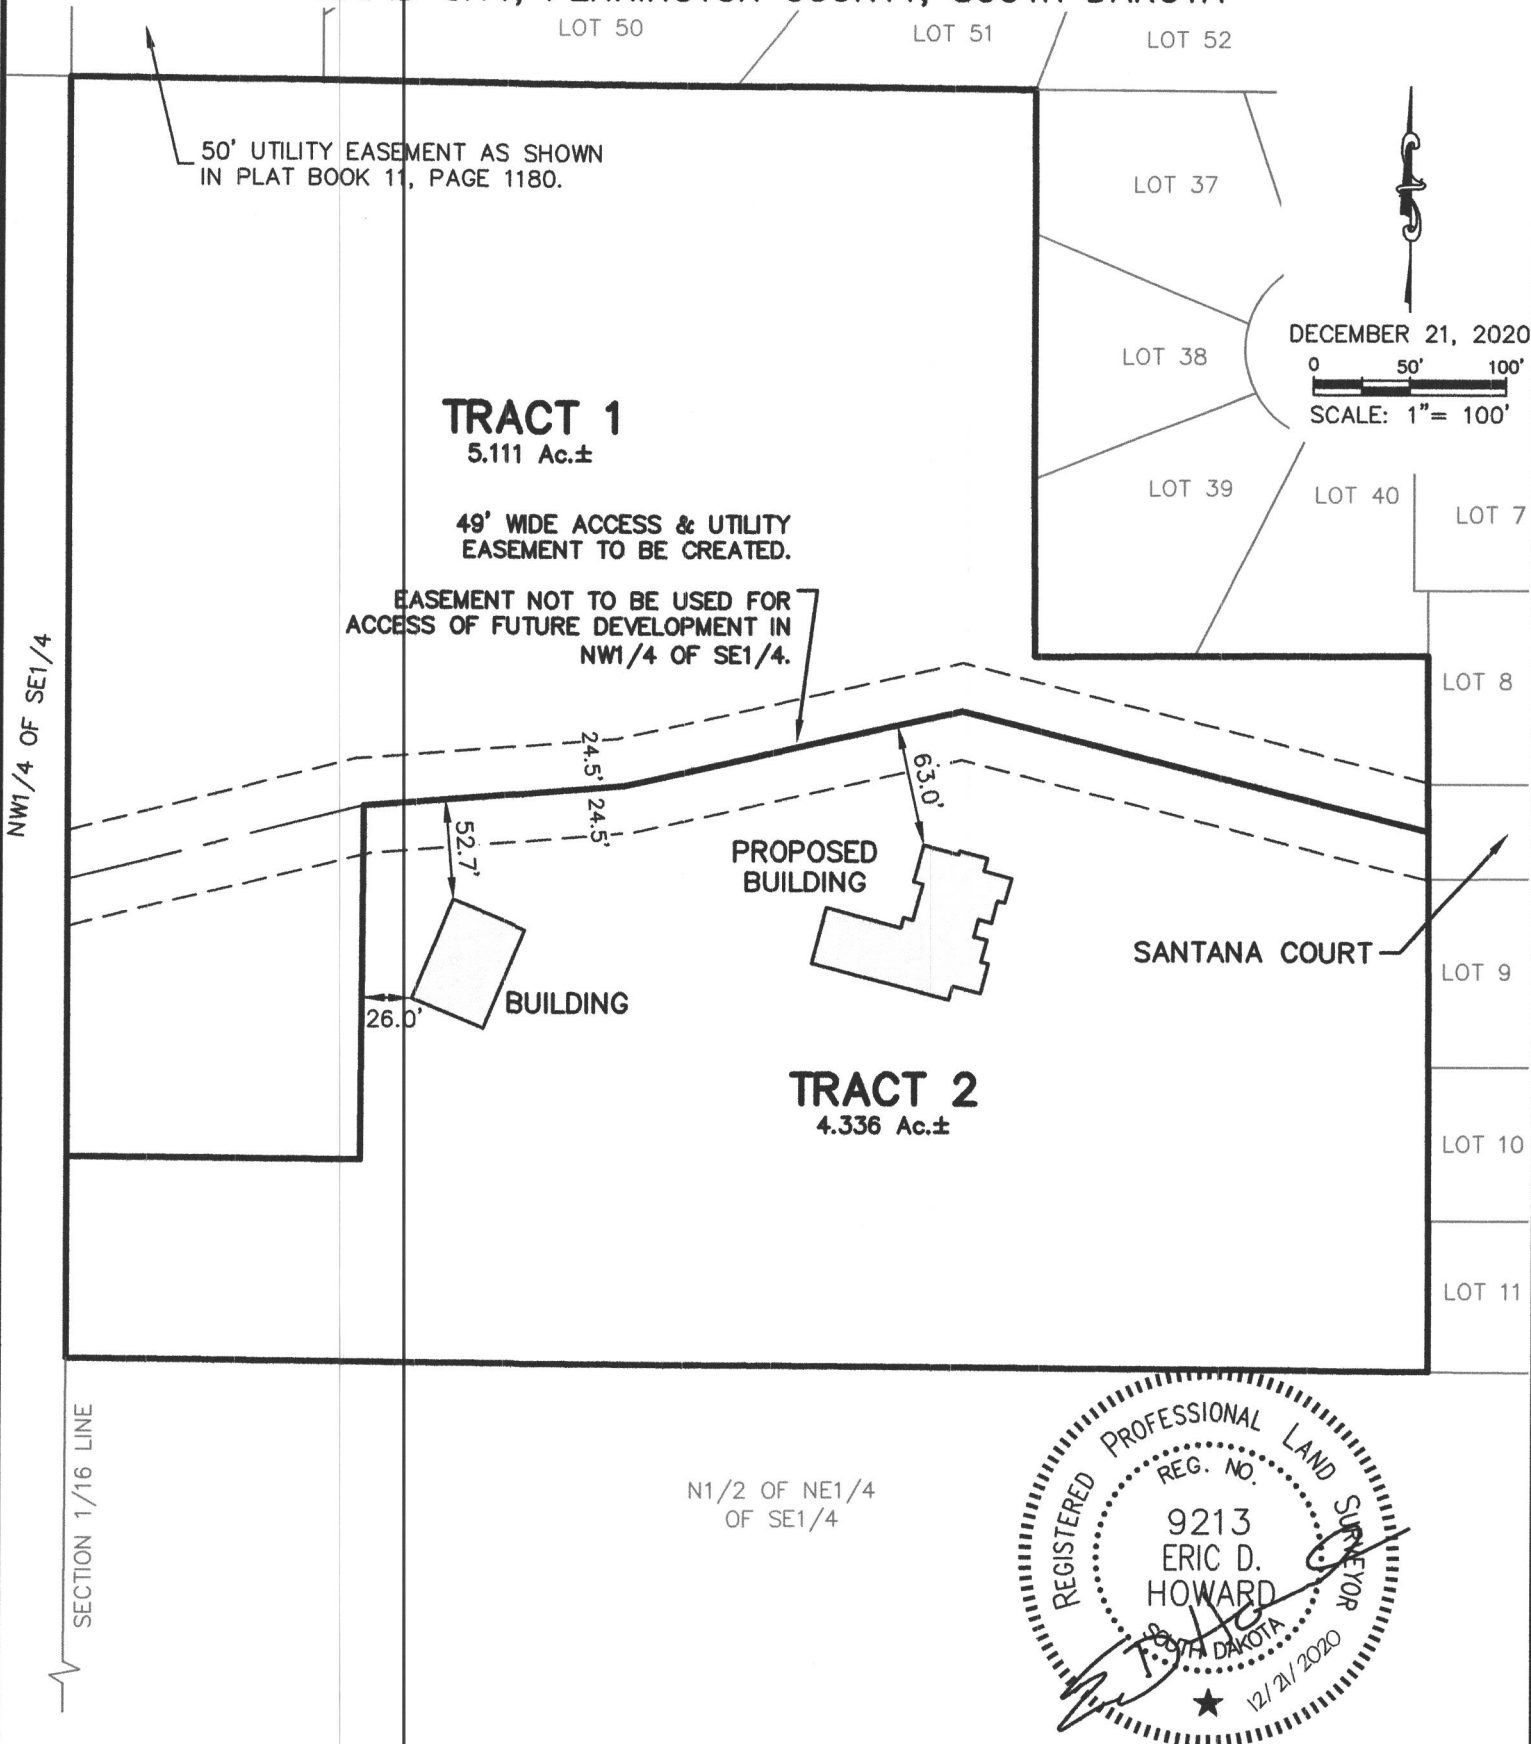 LOT 50
LOT 51
LOT 52
50' UTILITY EASEMENT AS SHOWN
IN PLAT BOOK 11, PAGE 1180.
LOT 37
DECEMBER 21, 2020
0 50' 100'
SCALE: 1"= 100'
LOT 38
TRACT 1
5.111 Ac.±
LOT 39
LOT 40
LOT 7
49' WIDE ACCESS & UTILITY
EASEMENT TO BE CREATED.
EASEMENT NOT TO BE USED FOR
ACCESS OF FUTURE DEVELOPMENT IN
NW1/4 OF SE1/4.
NW1/4 OF SE1/4
LOT 8
24.5'
24.5'
63.0'
52.7'
PROPOSED
BUILDING
SANTANA COURT
LOT 9
26.0'
BUILDING
TRACT 2
4.336 Ac.±
LOT 10
LOT 11
SECTION 1/16 LINE
N1/2 OF NE1/4
OF SE1/4
REGISTERED PROFESSIONAL LAND SURVEYOR
REG. NO.
9213
ERIC D.
HOWARD
SOUTH DAKOTA
12/21/2020